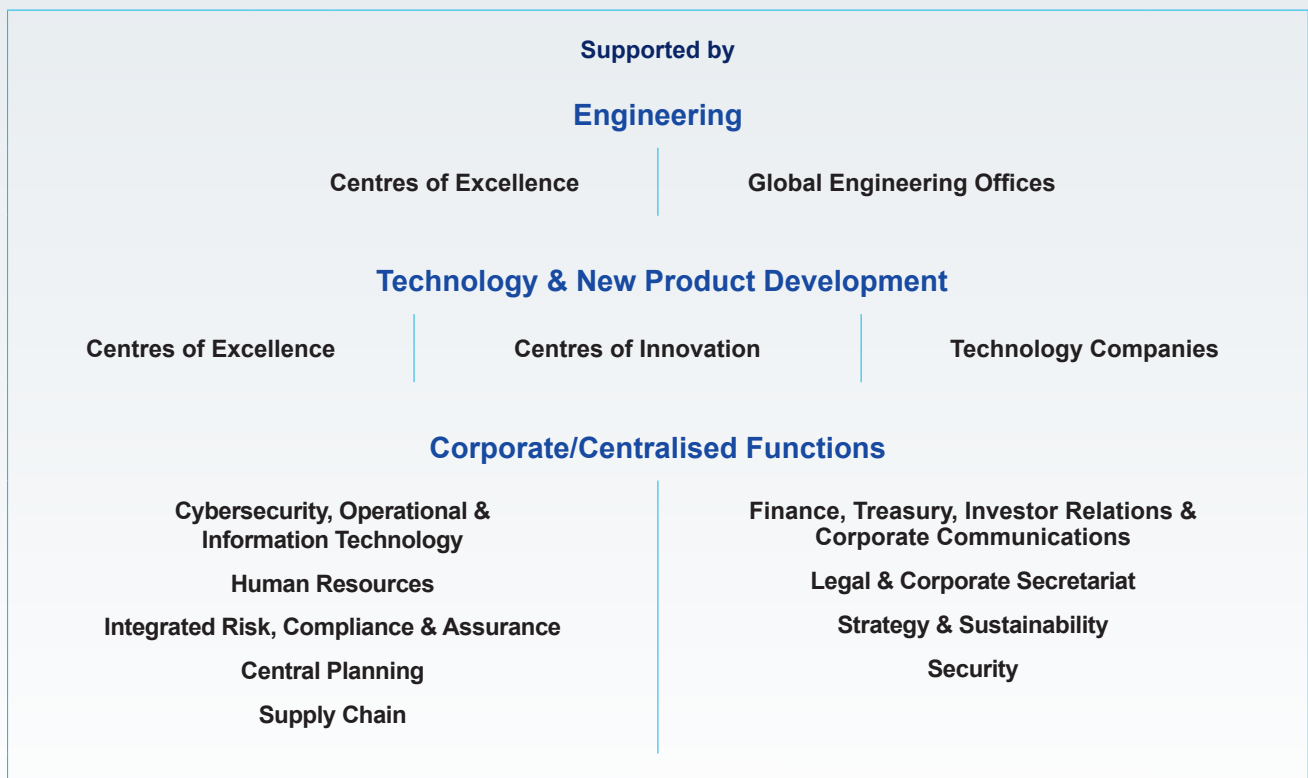 Supported by
Engineering
Centres of Excellence
Global Engineering Offices
Technology & New Product Development
Centres of Excellence
Centres of Innovation
Technology Companies
Corporate/Centralised Functions
Cybersecurity, Operational &
Information Technology
Human Resources
Integrated Risk, Compliance & Assurance
Central Planning
Supply Chain
Finance, Treasury, Investor Relations &
Corporate Communications
Legal & Corporate Secretariat
Strategy & Sustainability
Security